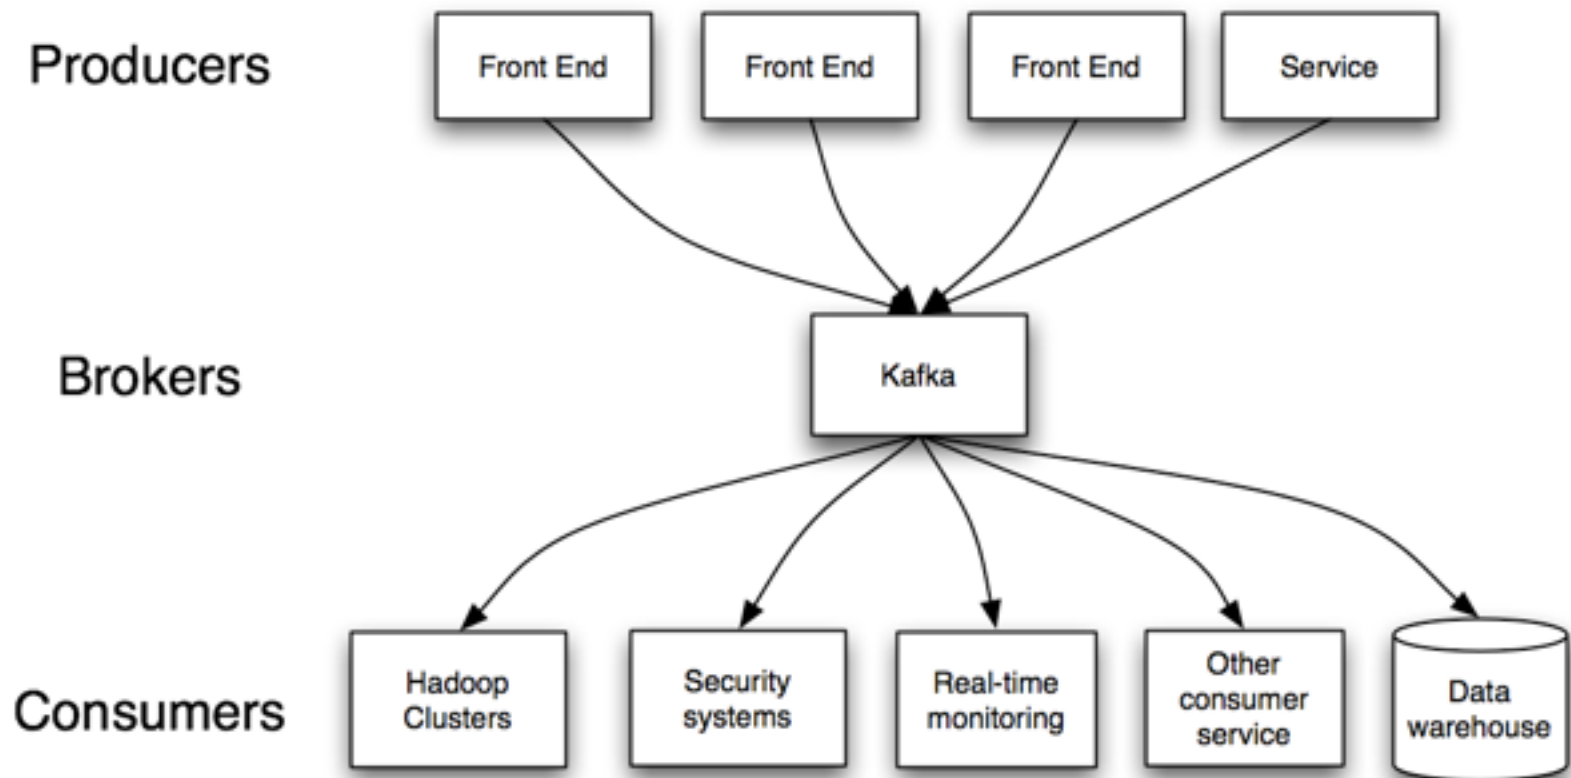 Producers
Front End
Front End
Front End
Service
Brokers
Kafka
Consumers
Hadoop
Clusters
Security
systems
Real-time
monitoring
Other
consumer
service
Data
warehouse